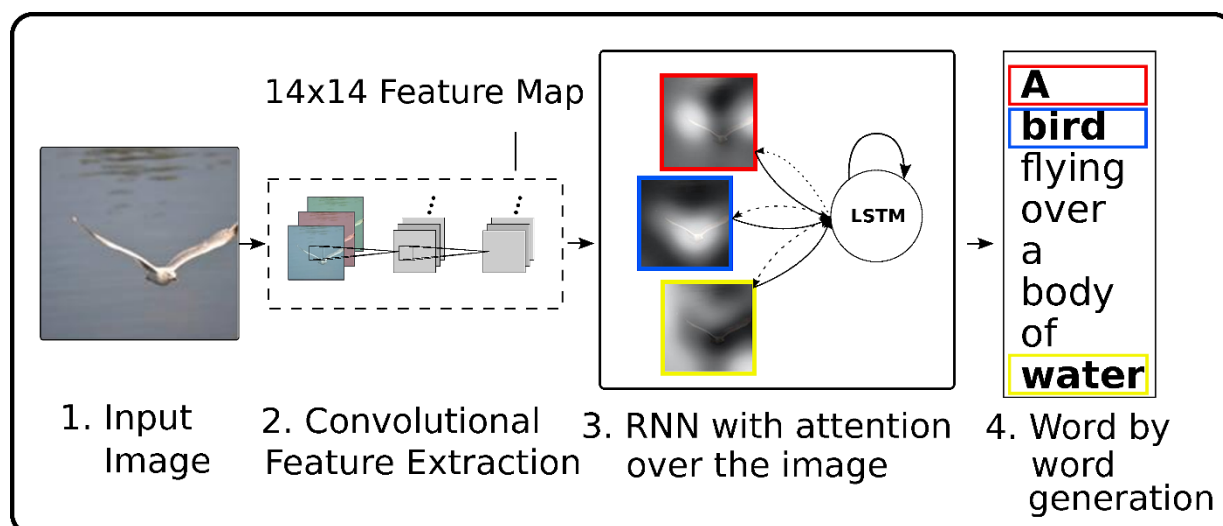 14x14 Feature Map
LSTM
A
bird
flying
over
a
body
of
water
1. Input
Image
2. Convolutional
Feature Extraction
3. RNN with attention
over the image
4. Word by
word
generation